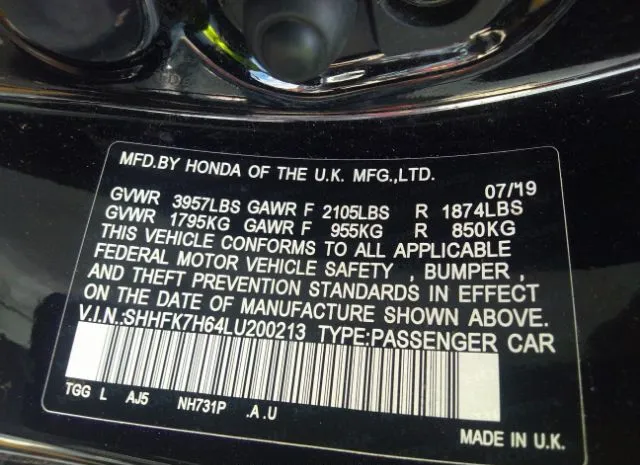 MFD.BY HONDA OF THE U.K. MFG.,LTD.
07/'19
GVWR 3957LBS GAWR F 2105LBS R 1874LBS
GVWR 1795KG GAWR F 955KG R 850KG
THIS VEHICLE CONFORMS TO ALL APPLICABLE
FEDERAL MOTOR VEHICLE SAFETY , BUMPER ,
AND THEFT PREVENTION STANDARDS IN EFFECT
ON THE DATE OF MANUFACTURE SHOWN ABOVE.
V.I.N.:SHHFK7H64LU200213 TYPE:PASSENGER CAR
TGG L AJ5 NH731P .A .U
MADE IN U.K.